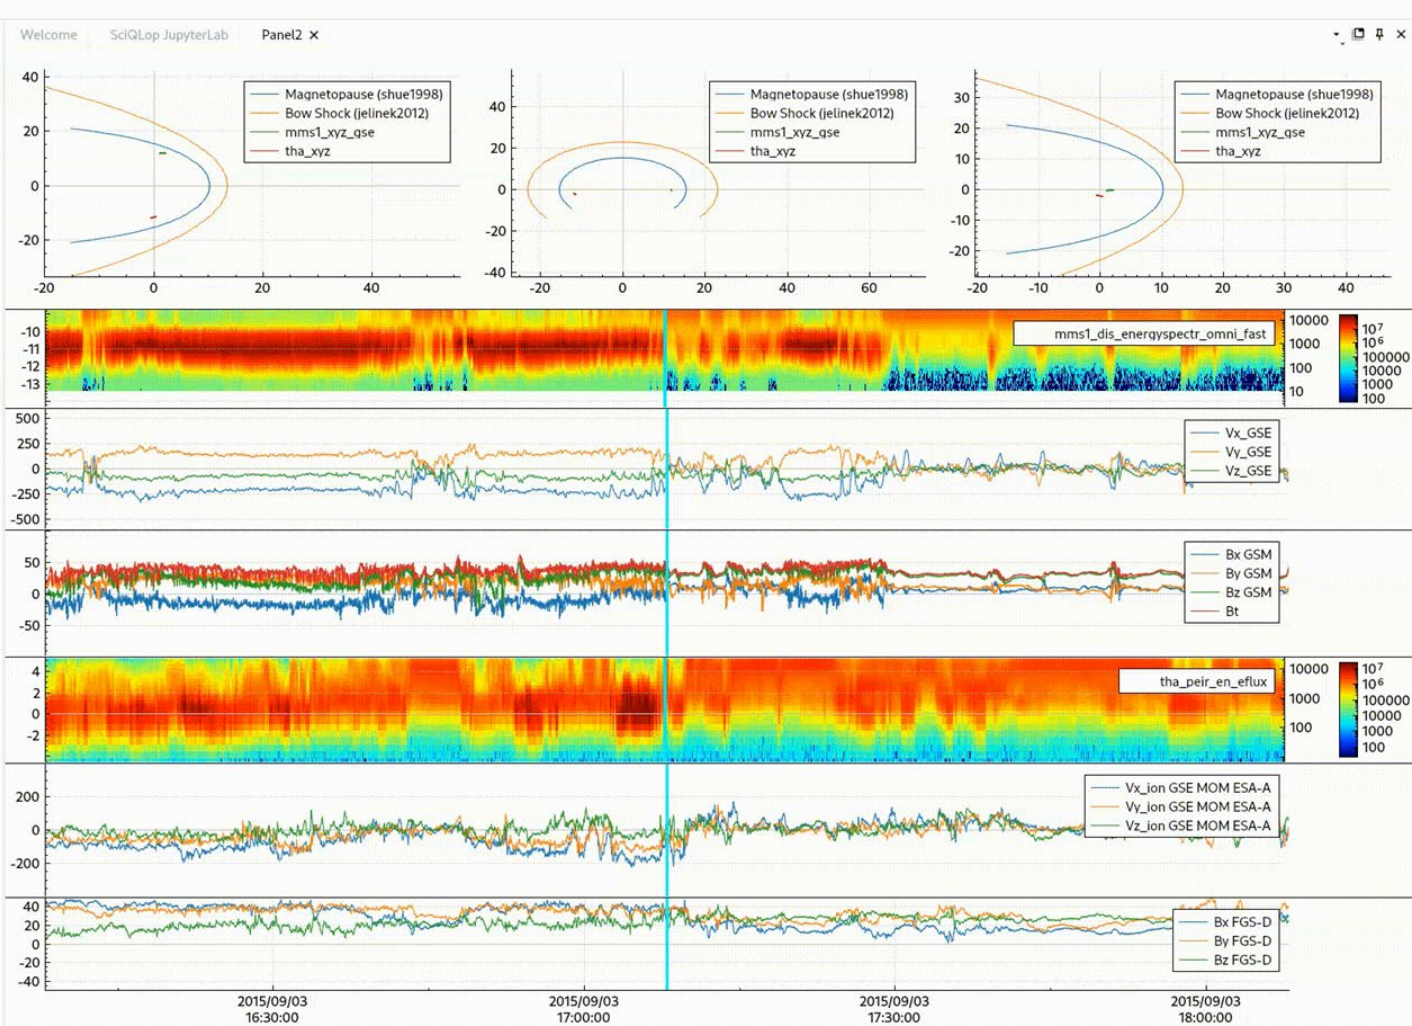 Welcome SciQLop JupyterLab Panel2 ×
40
20
0
-20
-20 0 20 40
Magnetopause (shue1998)
Bow Shock (jelinek2012)
mms1_xyz_gse
tha_xyz
40
20
0
-20
-40
-20 0 20 40 60
Magnetopause (shue1998)
Bow Shock (jelinek2012)
mms1_xyz_gse
tha_xyz
30
20
10
0
-10
-20
-20 -10 0 10 20 30 40
Magnetopause (shue1998)
Bow Shock (jelinek2012)
mms1_xyz_gse
tha_xyz
-10
-11
-12
-13
mms1_dis_energyspectr_omni_fast
10000
1000
100
10
10⁷
10⁶
100000
10000
1000
100
500
250
0
-250
-500
Vx_GSE
Vy_GSE
Vz_GSE
50
0
-50
Bx GSM
By GSM
Bz GSM
Bt
4
2
0
-2
tha_peir_en_eflux
10000
1000
100
10⁷
10⁶
100000
10000
1000
100
200
0
-200
Vx_ion GSE MOM ESA-A
Vy_ion GSE MOM ESA-A
Vz_ion GSE MOM ESA-A
40
20
0
-20
-40
Bx FGS-D
By FGS-D
Bz FGS-D
2015/09/03 2015/09/03 2015/09/03 2015/09/03
16:30:00 17:00:00 17:30:00 18:00:00